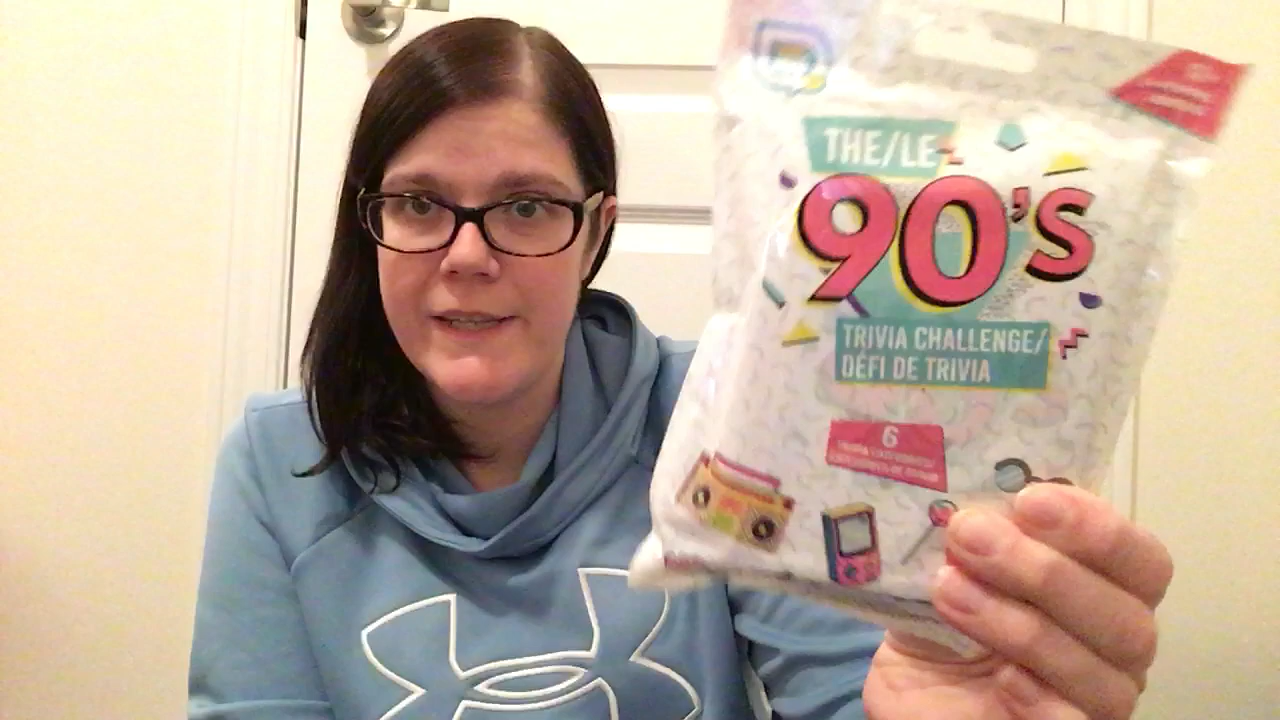 THE/LE
90'S
TRIVIA CHALLENGE/
DÉFI DE TRIVIA
6